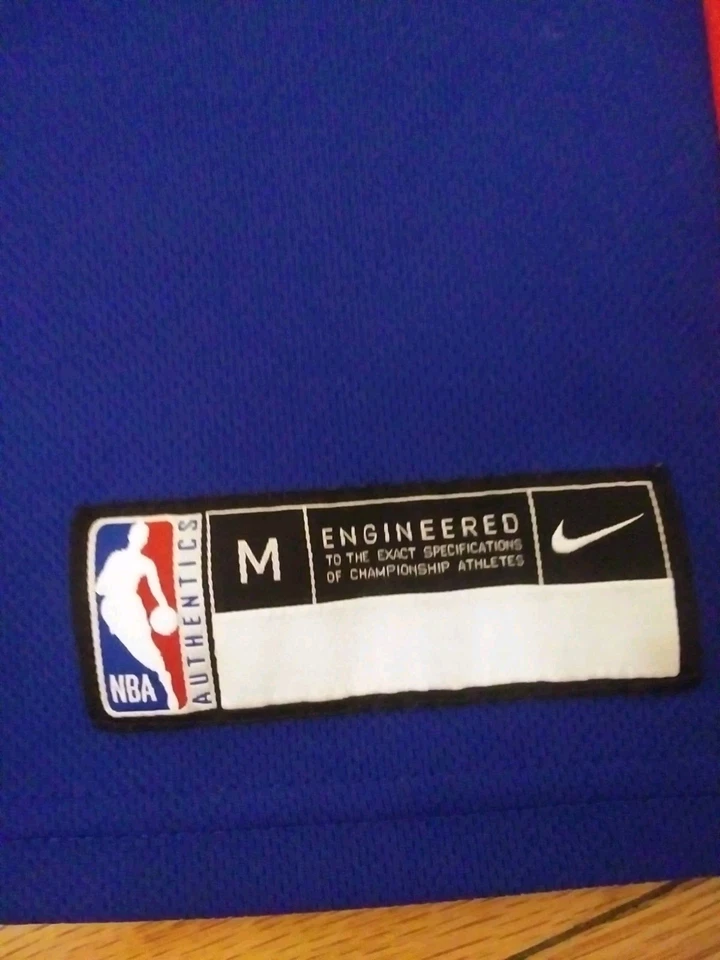 NBA
AUTHENTICS
M
ENGINEERED
TO THE EXACT SPECIFICATIONS
OF CHAMPIONSHIP ATHLETES